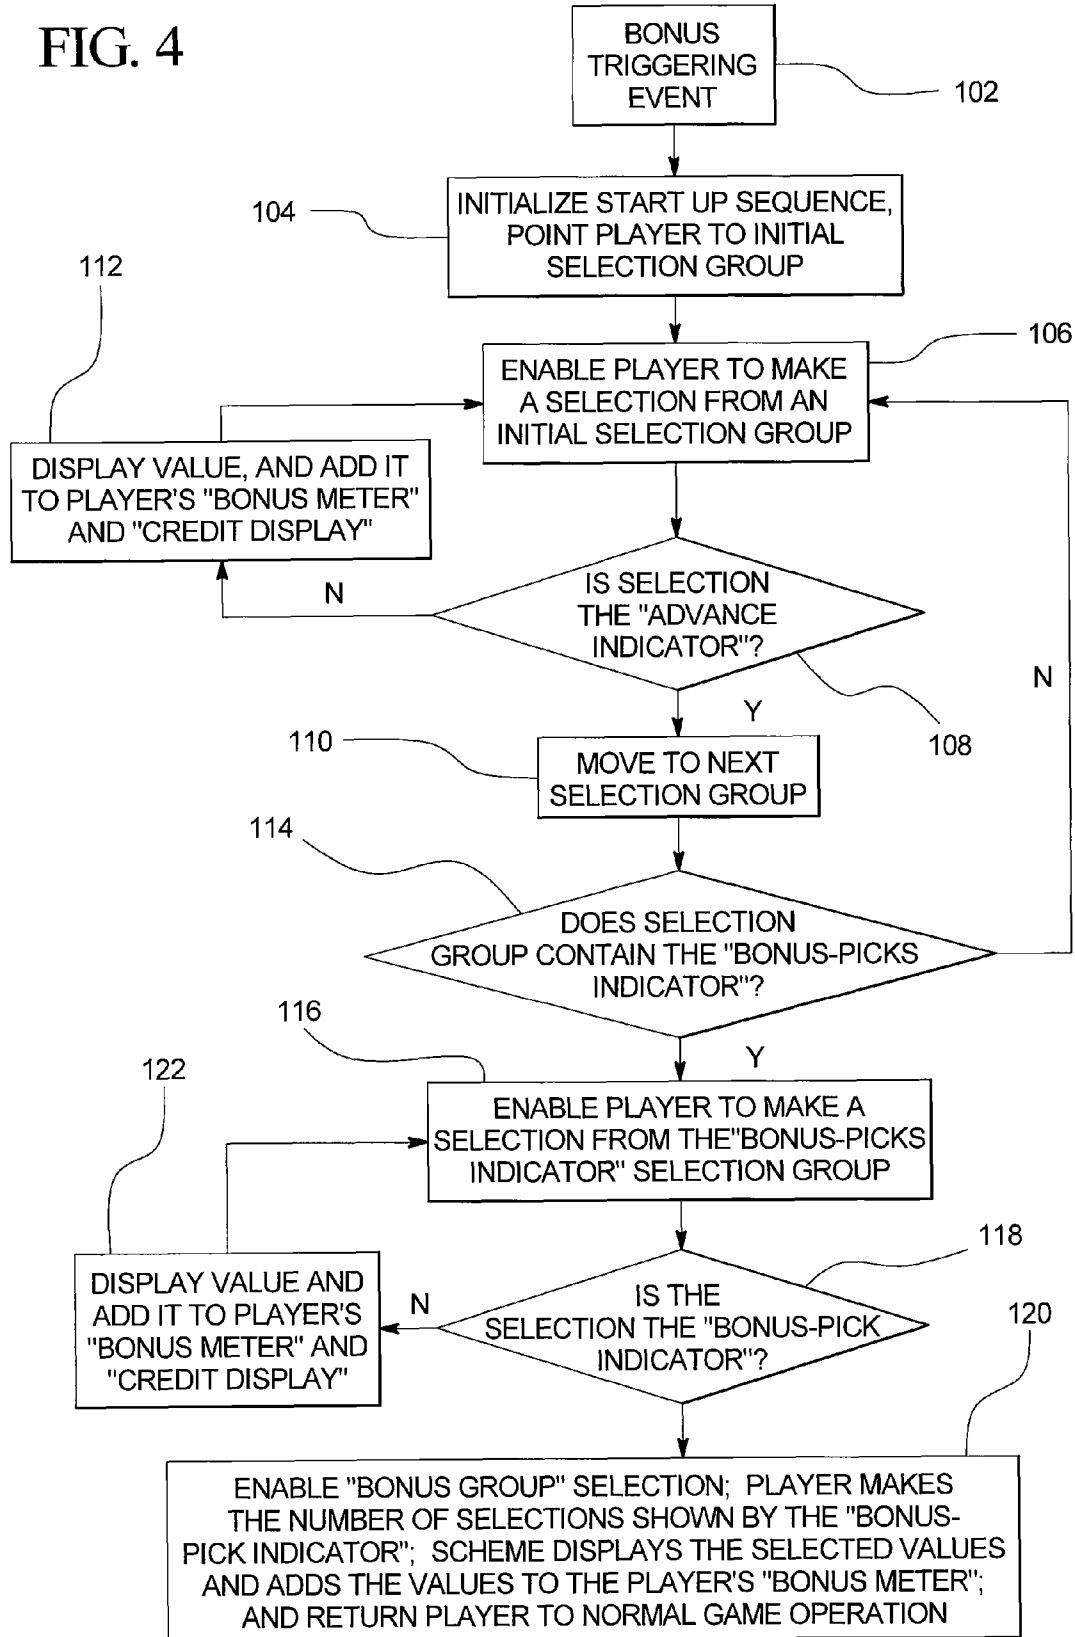 FIG. 4
BONUS
TRIGGERING
EVENT
102
104
INITIALIZE START UP SEQUENCE,
POINT PLAYER TO INITIAL
SELECTION GROUP
112
106
ENABLE PLAYER TO MAKE
A SELECTION FROM AN
INITIAL SELECTION GROUP
DISPLAY VALUE, AND ADD IT
TO PLAYER'S "BONUS METER"
AND "CREDIT DISPLAY"
N
IS SELECTION
THE "ADVANCE
INDICATOR"?
N
Y
108
110
MOVE TO NEXT
SELECTION GROUP
114
DOES SELECTION
GROUP CONTAIN THE "BONUS-PICKS
INDICATOR"?
116
Y
122
ENABLE PLAYER TO MAKE A
SELECTION FROM THE"BONUS-PICKS
INDICATOR" SELECTION GROUP
118
DISPLAY VALUE AND
ADD IT TO PLAYER'S
"BONUS METER" AND
"CREDIT DISPLAY"
N
IS THE
SELECTION THE "BONUS-PICK
INDICATOR"?
120
ENABLE "BONUS GROUP" SELECTION; PLAYER MAKES
THE NUMBER OF SELECTIONS SHOWN BY THE "BONUS-
PICK INDICATOR"; SCHEME DISPLAYS THE SELECTED VALUES
AND ADDS THE VALUES TO THE PLAYER'S "BONUS METER";
AND RETURN PLAYER TO NORMAL GAME OPERATION